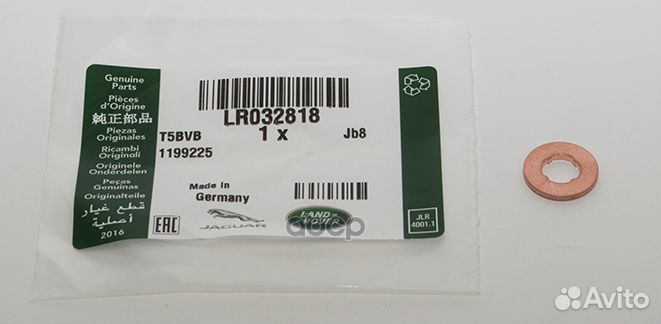 Genuine
Parts
Pièces
d'Origine
純正部品
Piezas
Originales
Ricambi
Originali
Originele
Onderdelen
Peças
Genuinas
Originalteile
قطع غيار
أصلية
2016
LR032818
T5BVB
1 x
Jb8
1199225
Made in
Germany
EAC
JAGUAR
LAND-
ROVER
JLR
4001.1
Avito